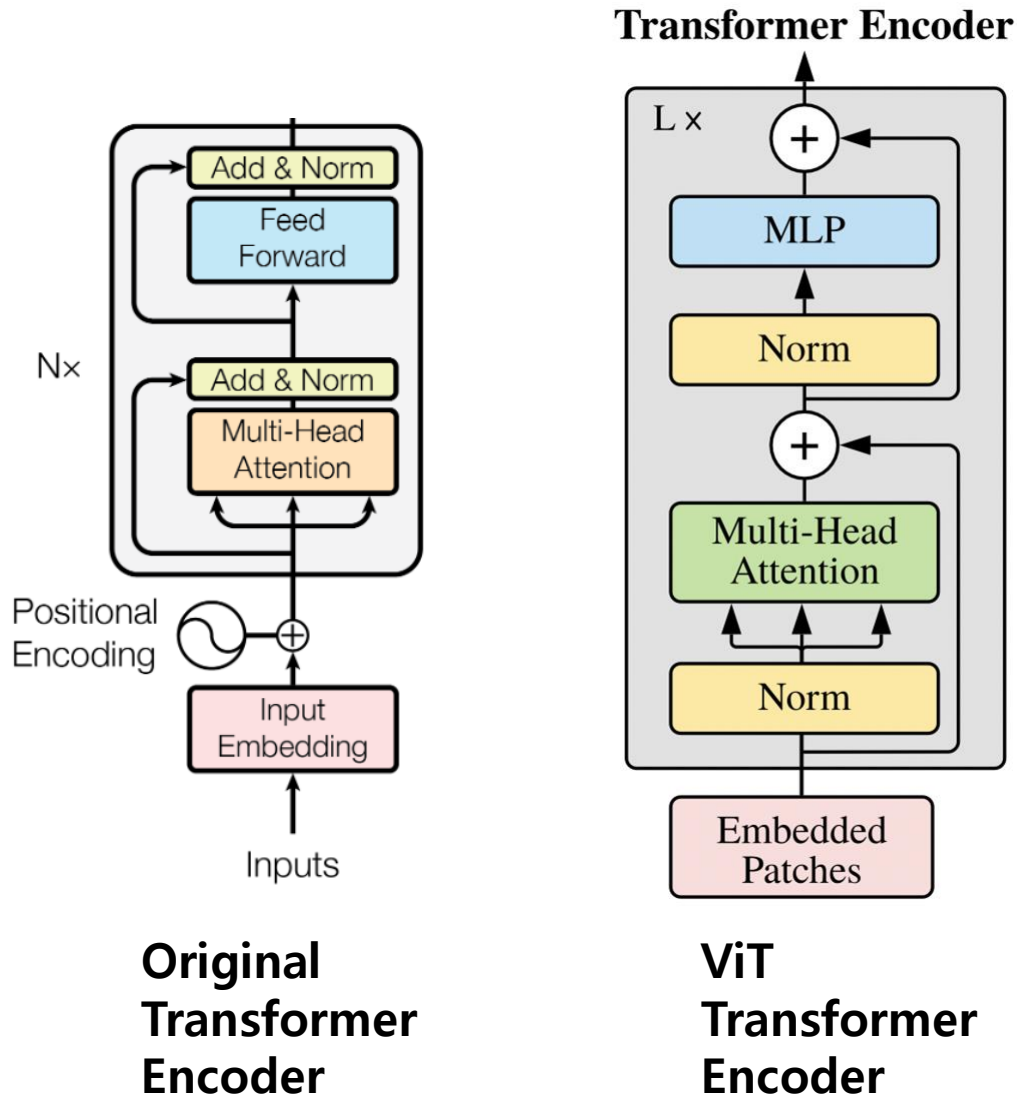 Add & Norm
Feed
Forward
N×
Add & Norm
Multi-Head
Attention
Positional
Encoding
Input
Embedding
Inputs
Original
Transformer
Encoder
Transformer Encoder
L ×
+
MLP
Norm
+
Multi-Head
Attention
Norm
Embedded
Patches
ViT
Transformer
Encoder